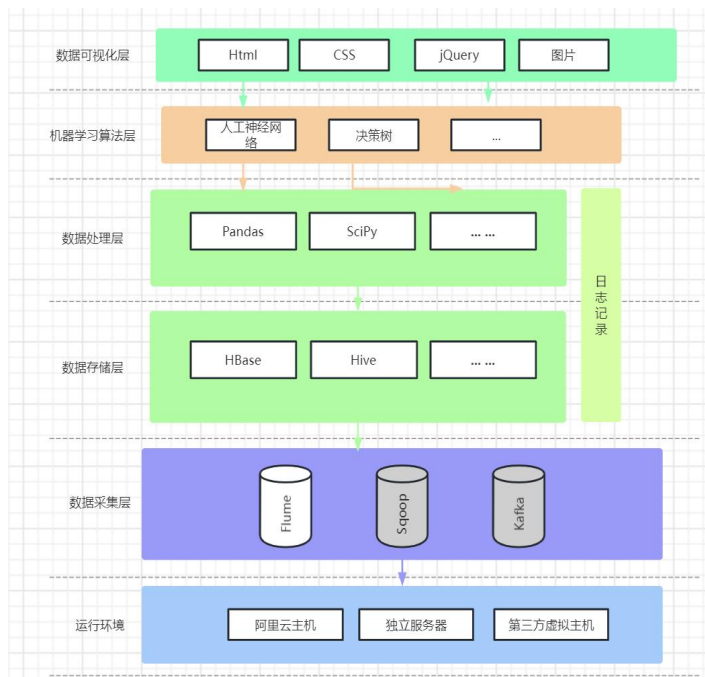 数据可视化层
Html
CSS
jQuery
图片
机器学习算法层
人工神经网
络
决策树
...
数据处理层
Pandas
SciPy
... ...
日志记录
数据存储层
HBase
Hive
... ...
数据采集层
Flume
Sqoop
Kafka
运行环境
阿里云主机
独立服务器
第三方虚拟主机